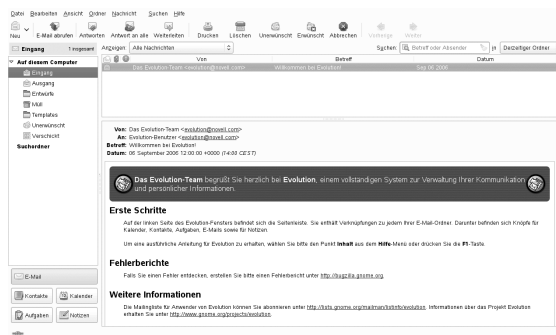 Datei Bearbeiten Ansicht Ordner Nachricht Suchen Hilfe
Neu E-Mail abrufen Antworten Antwort an alle Weiterleiten Drucken Löschen Unerwünscht Erwünscht Abbrechen Vorherige Weiter
Eingang 1 insgesamt Anzeigen: Alle Nachrichten Suchen: Betreff oder Absender in Derzeitiger Ordner
Auf diesem Computer
Eingang
Ausgang
Entwürfe
Müll
Templates
Unerwünscht
Verschickt
Suchordner
Von Betreff Datum
Das Evolution-Team <evolution@novell.com> Willkommen bei Evolution! Sep 06 2006
Von: Das Evolution-Team <evolution@novell.com>
An: Evolution-Benutzer <evolution@novell.com>
Betreff: Willkommen bei Evolution!
Datum: 06 September 2006 12:00:00 +0000 (14:00 CEST)
Das Evolution-Team begrüßt Sie herzlich bei Evolution, einem vollständigen System zur Verwaltung Ihrer Kommunikation
und persönlicher Informationen.
Erste Schritte
Auf der linken Seite des Evolution-Fensters befindet sich die Seitenleiste. Sie enthält Verknüpfungen zu jedem Ihrer E-Mail-Ordner. Darunter befinden sich Knöpfe für
Kalender, Kontakte, Aufgaben, E-Mails sowie für Notizen.
Um eine ausführliche Anleitung für Evolution zu erhalten, wählen Sie bitte den Punkt Inhalt aus dem Hilfe-Menü oder drücken Sie die F1-Taste.
Fehlerberichte
Falls Sie einen Fehler entdecken, erstellen Sie bitte einen Fehlerbericht unter http://bugzilla.gnome.org.
Weitere Informationen
Die Mailingliste für Anwender von Evolution können Sie abonnieren unter http://lists.gnome.org/mailman/listinfo/evolution. Informationen über das Projekt Evolution
erhalten Sie unter http://www.gnome.org/projects/evolution.
E-Mail
Kontakte Kalender
Aufgaben Notizen